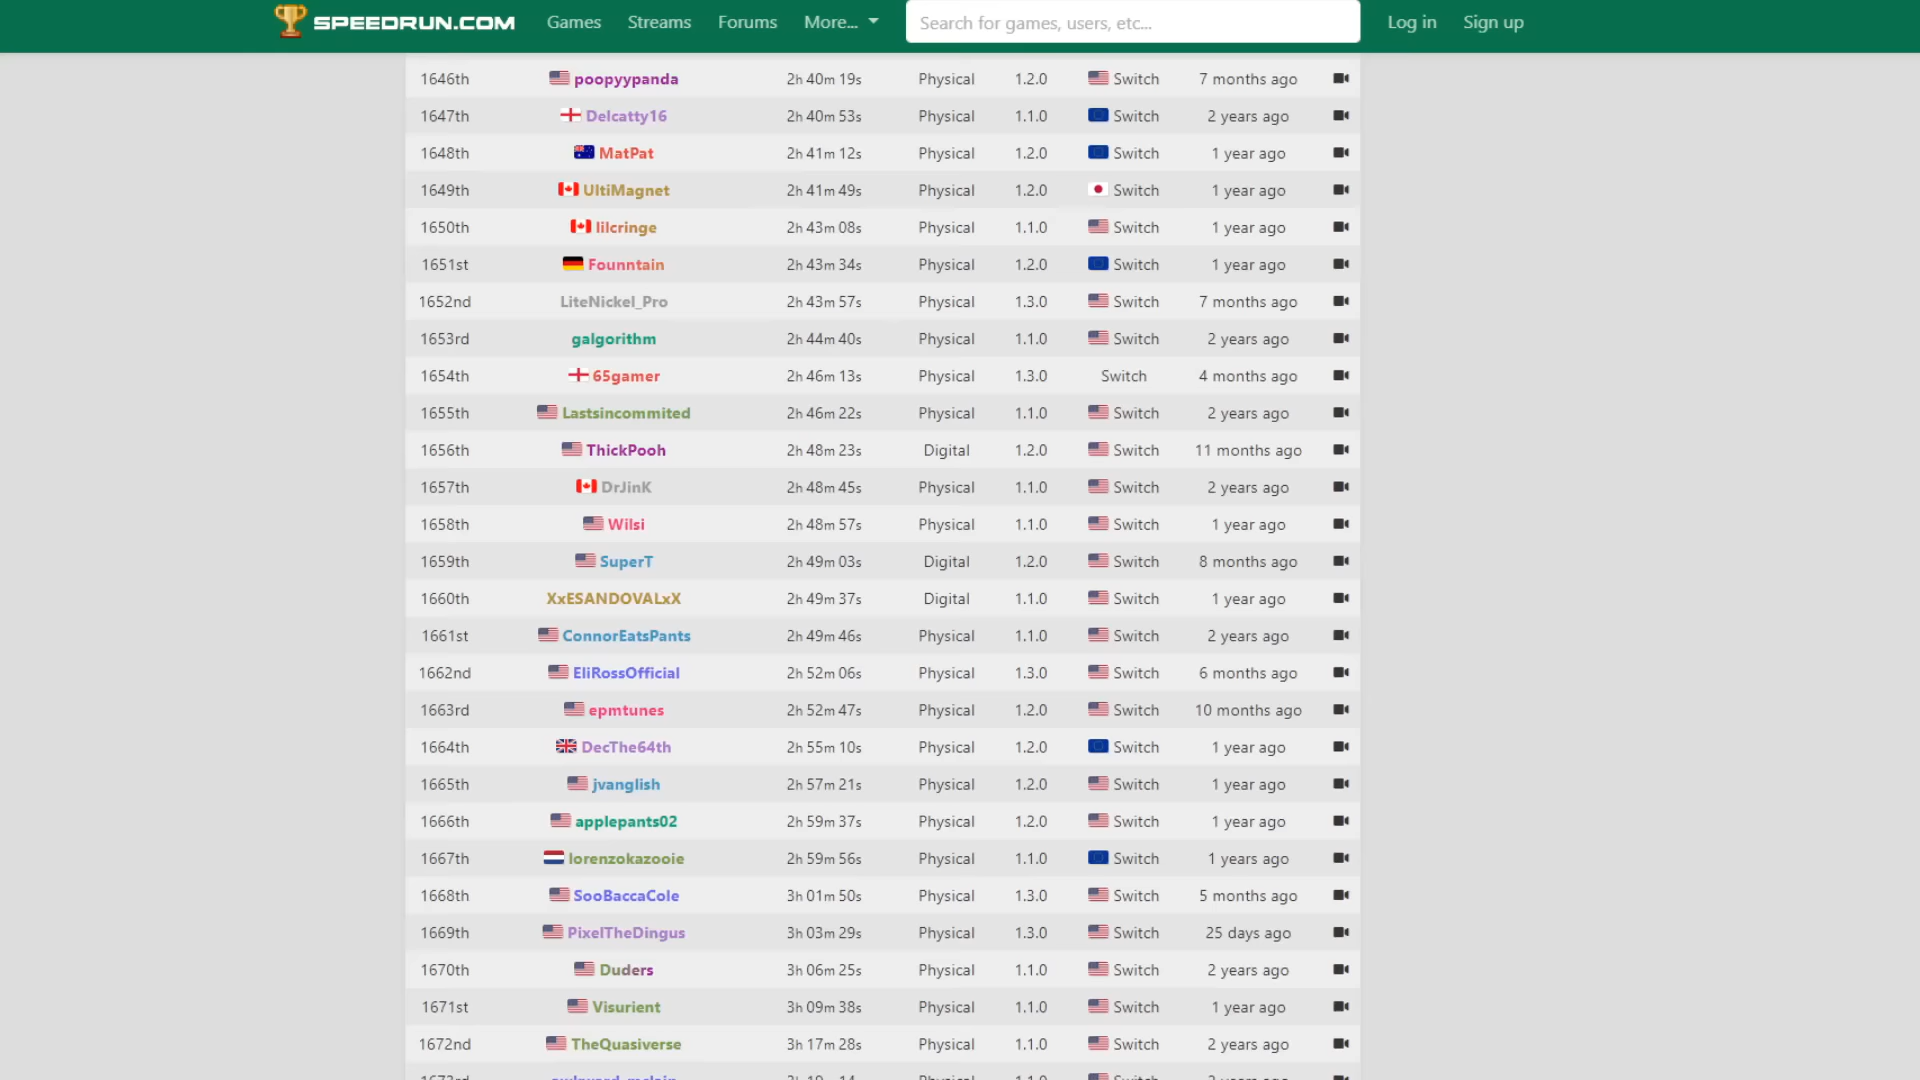 SPEEDRUN.COM Games Streams Forums More... Search for games, users, etc... Log in Sign up
1646th poopyypanda 2h 40m 19s Physical 1.2.0 Switch 7 months ago
1647th Delcatty16 2h 40m 53s Physical 1.1.0 Switch 2 years ago
1648th MatPat 2h 41m 12s Physical 1.2.0 Switch 1 year ago
1649th UltiMagnet 2h 41m 49s Physical 1.2.0 Switch 1 year ago
1650th lilcringe 2h 43m 08s Physical 1.1.0 Switch 1 year ago
1651st Founntain 2h 43m 34s Physical 1.2.0 Switch 1 year ago
1652nd LiteNickel_Pro 2h 43m 57s Physical 1.3.0 Switch 7 months ago
1653rd galgorithm 2h 44m 40s Physical 1.1.0 Switch 2 years ago
1654th 65gamer 2h 46m 13s Physical 1.3.0 Switch 4 months ago
1655th Lastsincommited 2h 46m 22s Physical 1.1.0 Switch 2 years ago
1656th ThickPooh 2h 48m 23s Digital 1.2.0 Switch 11 months ago
1657th DrJinK 2h 48m 45s Physical 1.1.0 Switch 2 years ago
1658th Wilsi 2h 48m 57s Physical 1.1.0 Switch 1 year ago
1659th SuperT 2h 49m 03s Digital 1.2.0 Switch 8 months ago
1660th XxESANDOVALxX 2h 49m 37s Digital 1.1.0 Switch 1 year ago
1661st ConnorEatsPants 2h 49m 46s Physical 1.1.0 Switch 2 years ago
1662nd EliRossOfficial 2h 52m 06s Physical 1.3.0 Switch 6 months ago
1663rd epmtunes 2h 52m 47s Physical 1.2.0 Switch 10 months ago
1664th DecThe64th 2h 55m 10s Physical 1.2.0 Switch 1 year ago
1665th jvanglish 2h 57m 21s Physical 1.2.0 Switch 1 year ago
1666th applepants02 2h 59m 37s Physical 1.2.0 Switch 1 year ago
1667th lorenzokazooie 2h 59m 56s Physical 1.1.0 Switch 1 years ago
1668th SooBaccaCole 3h 01m 50s Physical 1.3.0 Switch 5 months ago
1669th PixelTheDingus 3h 03m 29s Physical 1.3.0 Switch 25 days ago
1670th Duders 3h 06m 25s Physical 1.1.0 Switch 2 years ago
1671st Visurient 3h 09m 38s Physical 1.1.0 Switch 1 year ago
1672nd TheQuasiverse 3h 17m 28s Physical 1.1.0 Switch 2 years ago